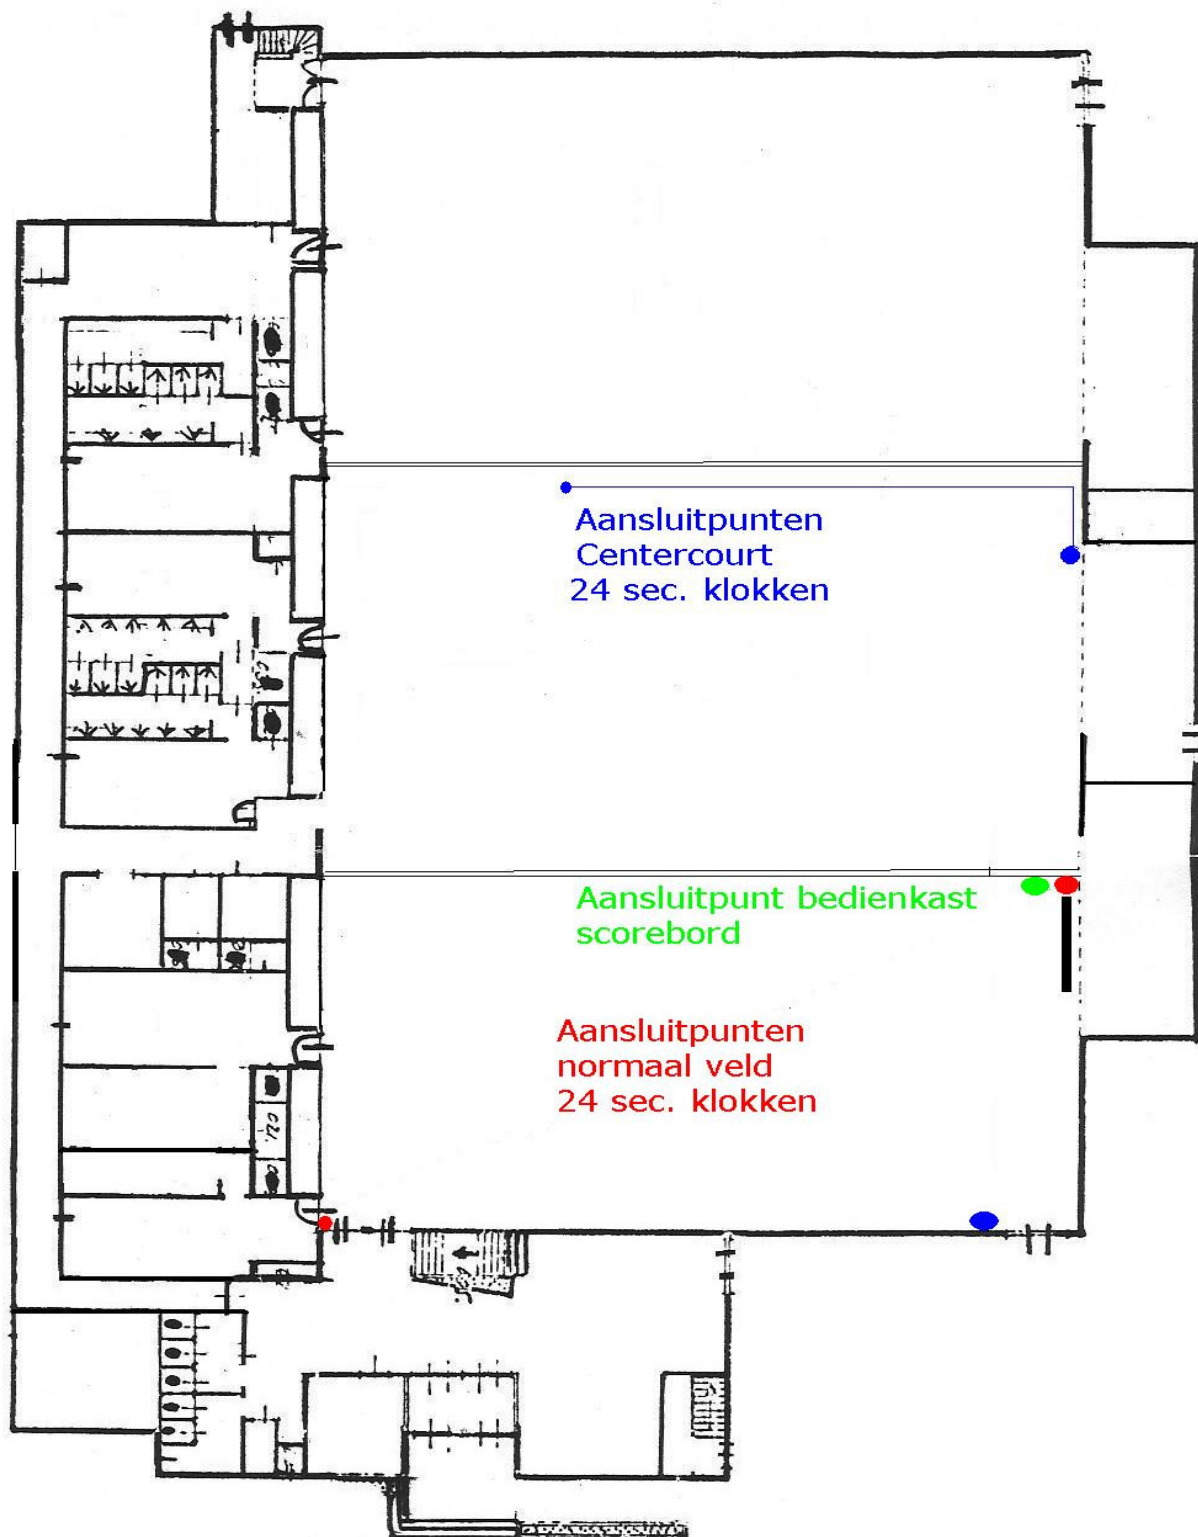 Aansluitpunten
Centercourt
24 sec. klokken
Aansluitpunt bedienkast
scorebord
Aansluitpunten
normaal veld
24 sec. klokken